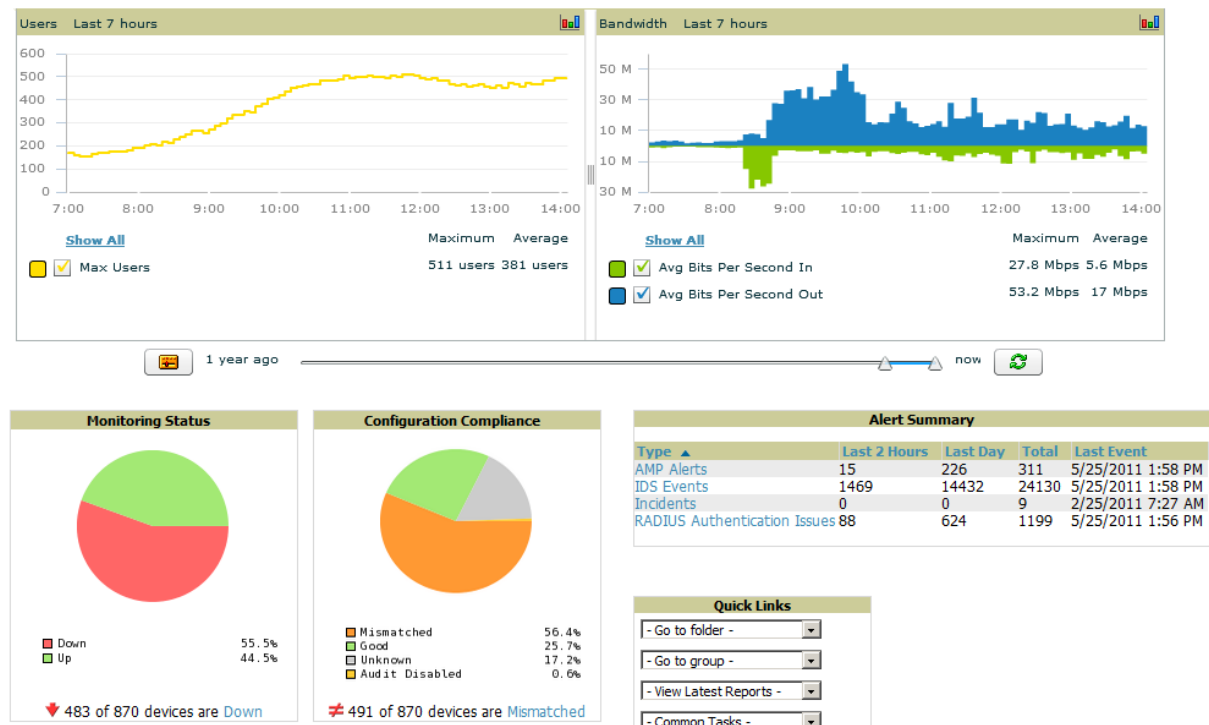 Users Last 7 hours
600
500
400
300
200
100
0
7:00 8:00 9:00 10:00 11:00 12:00 13:00 14:00
Show All Maximum Average
Max Users 511 users 381 users
Bandwidth Last 7 hours
50 M
30 M
10 M
10 M
30 M
7:00 8:00 9:00 10:00 11:00 12:00 13:00 14:00
Show All Maximum Average
Avg Bits Per Second In 27.8 Mbps 5.6 Mbps
Avg Bits Per Second Out 53.2 Mbps 17 Mbps
1 year ago now
Monitoring Status
Down 55.5%
Up 44.5%
483 of 870 devices are Down
Configuration Compliance
Mismatched 56.4%
Good 25.7%
Unknown 17.2%
Audit Disabled 0.6%
491 of 870 devices are Mismatched
Alert Summary
Type Last 2 Hours Last Day Total Last Event
AMP Alerts 15 226 311 5/25/2011 1:58 PM
IDS Events 1469 14432 24130 5/25/2011 1:58 PM
Incidents 0 0 9 2/25/2011 7:27 AM
RADIUS Authentication Issues 88 624 1199 5/25/2011 1:56 PM
Quick Links
- Go to folder -
- Go to group -
- View Latest Reports -
- Common Tasks -